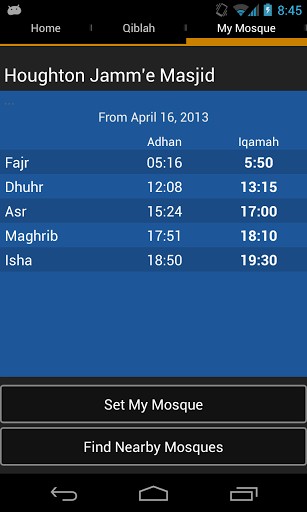 8:45
Home Qiblah My Mosque
Houghton Jamm'e Masjid
...
From April 16, 2013
Adhan Iqamah
Fajr 05:16 5:50
Dhuhr 12:08 13:15
Asr 15:24 17:00
Maghrib 17:51 18:10
Isha 18:50 19:30
Set My Mosque
Find Nearby Mosques